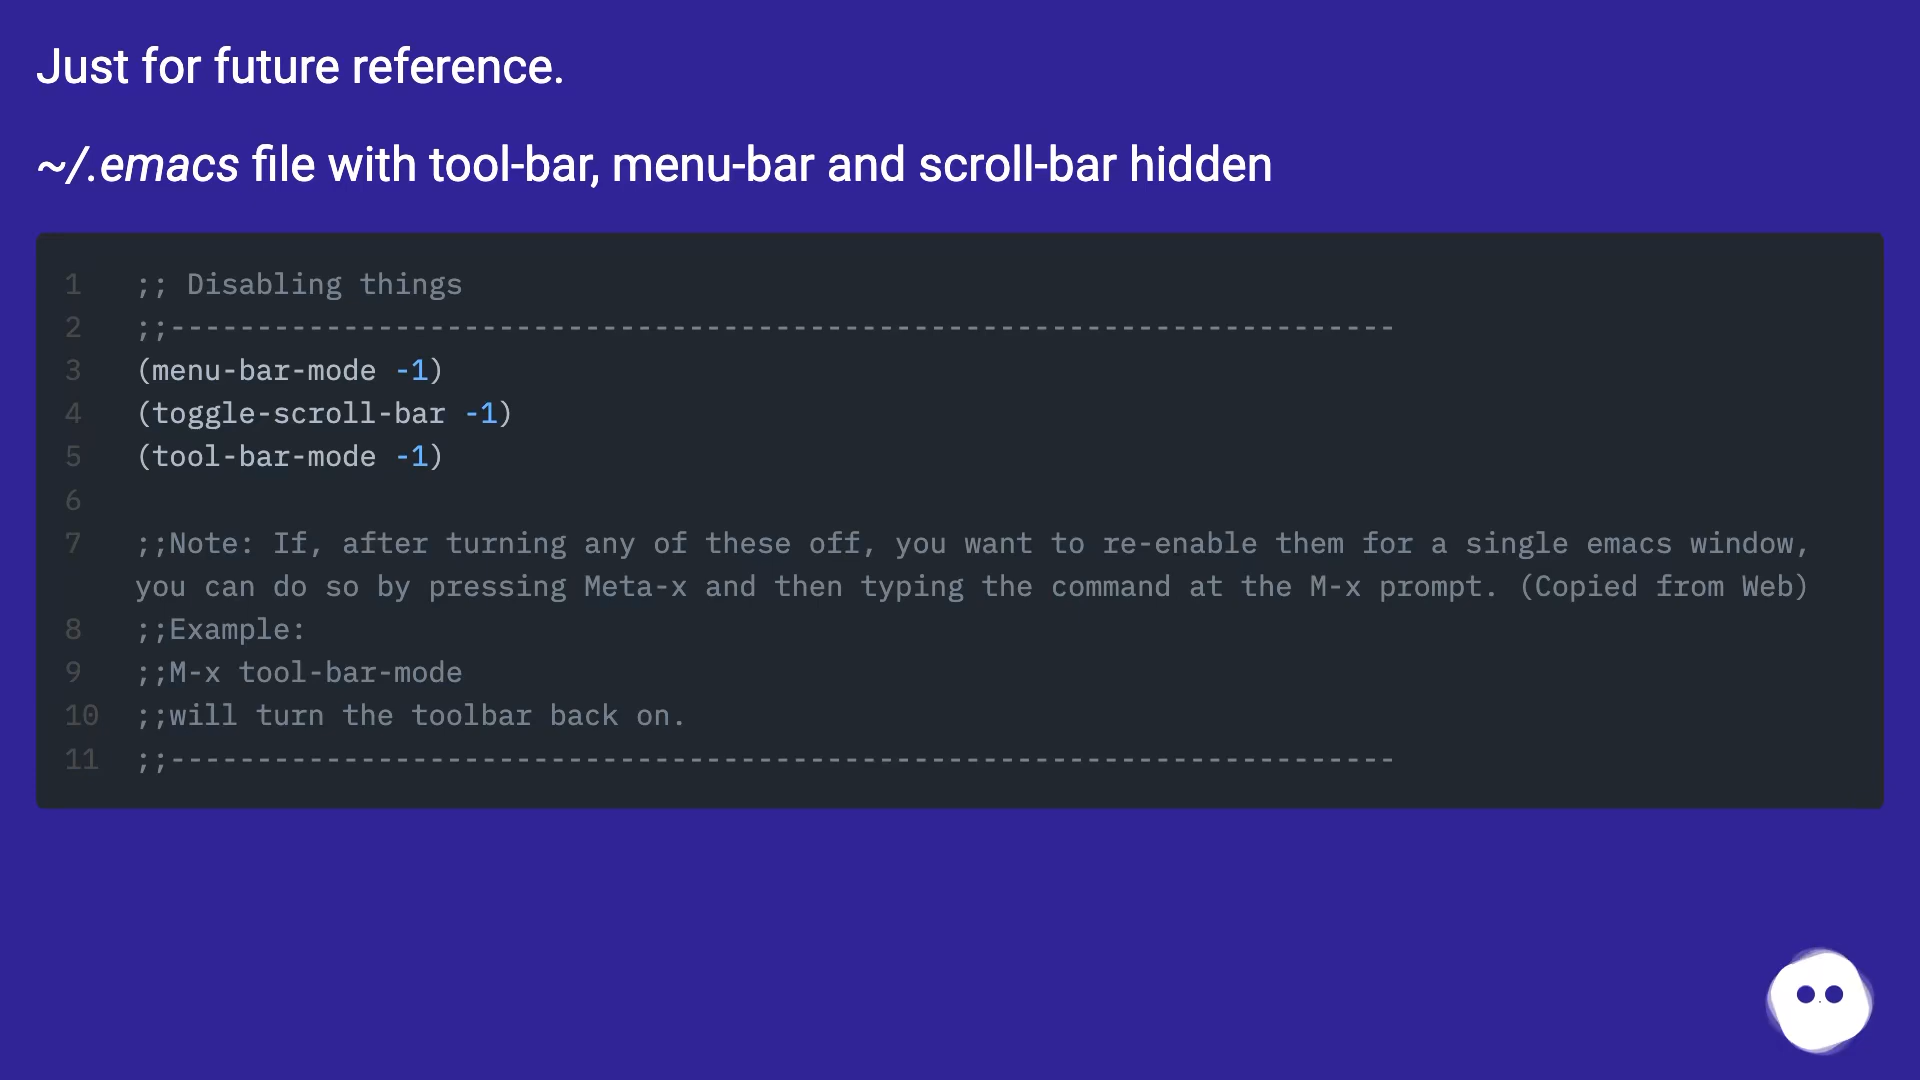 Just for future reference.
~/.emacs file with tool-bar, menu-bar and scroll-bar hidden
1 ;; Disabling things
2 ;;-----------------------------------------------------------------------
3 (menu-bar-mode -1)
4 (toggle-scroll-bar -1)
5 (tool-bar-mode -1)
6
7 ;;Note: If, after turning any of these off, you want to re-enable them for a single emacs window,
you can do so by pressing Meta-x and then typing the command at the M-x prompt. (Copied from Web)
8 ;;Example:
9 ;;M-x tool-bar-mode
10 ;;will turn the toolbar back on.
11 ;;-----------------------------------------------------------------------